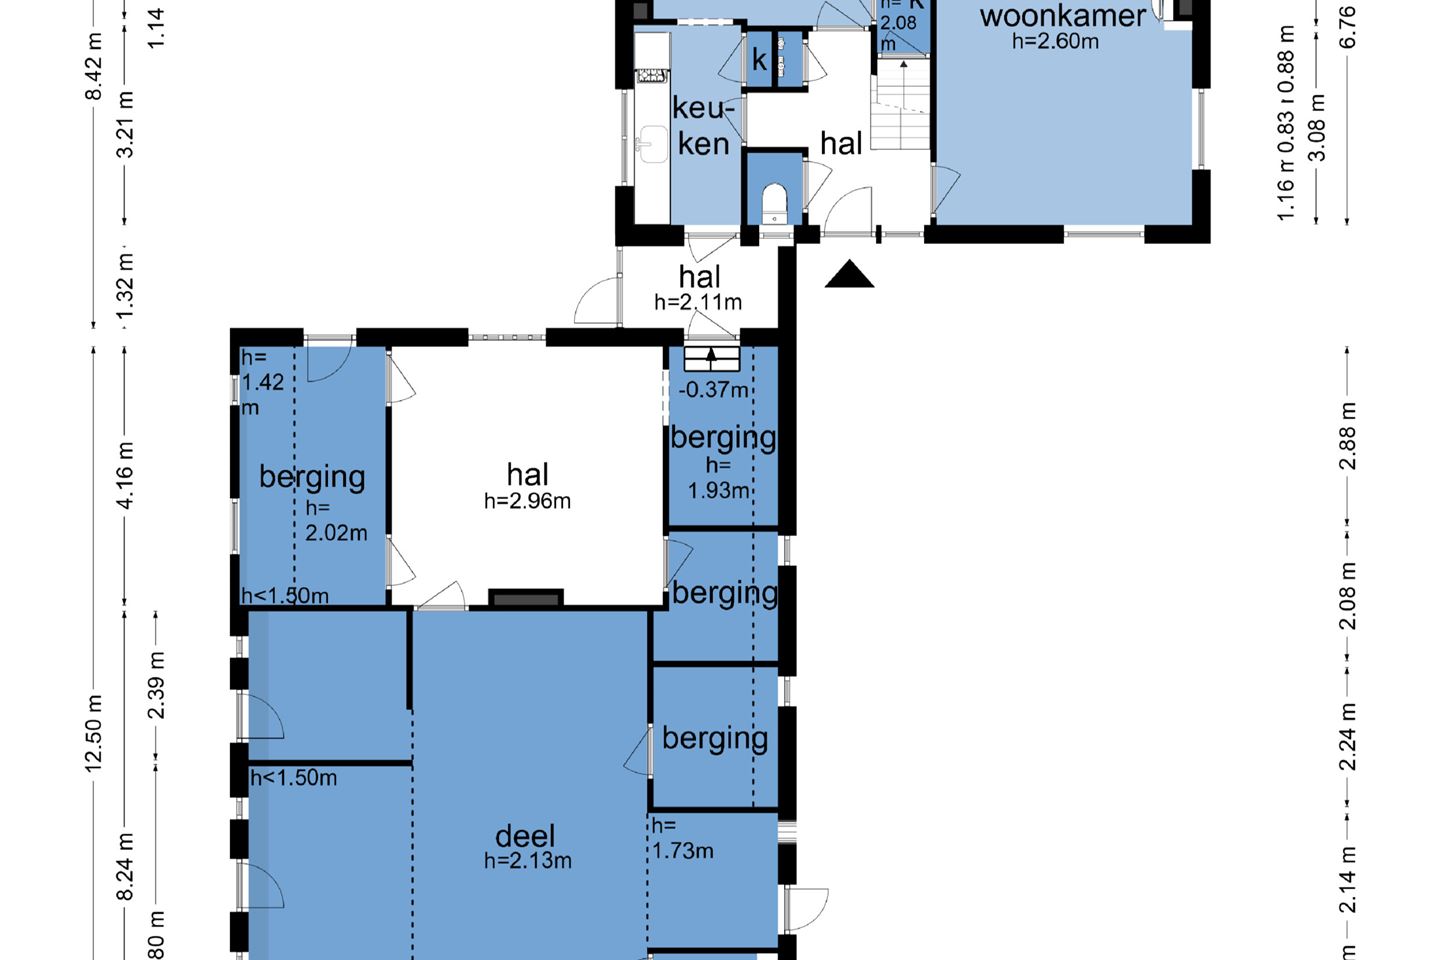 h= k
2.08
m
woonkamer
h=2.60m
k
keu-
ken
hal
hal
h=2.11m
h=
1.42
m
berging
h=
2.02m
h<1.50m
hal
h=2.96m
-0.37m
berging
h=
1.93m
berging
berging
h<1.50m
deel
h=2.13m
h=
1.73m
8.42 m
1.14
3.21 m
1.32 m
4.16 m
12.50 m
2.39 m
8.24 m
80 m
6.76
0.88 m
0.83 m
1.16 m
3.08 m
2.88 m
2.08 m
2.24 m
2.14 m
m